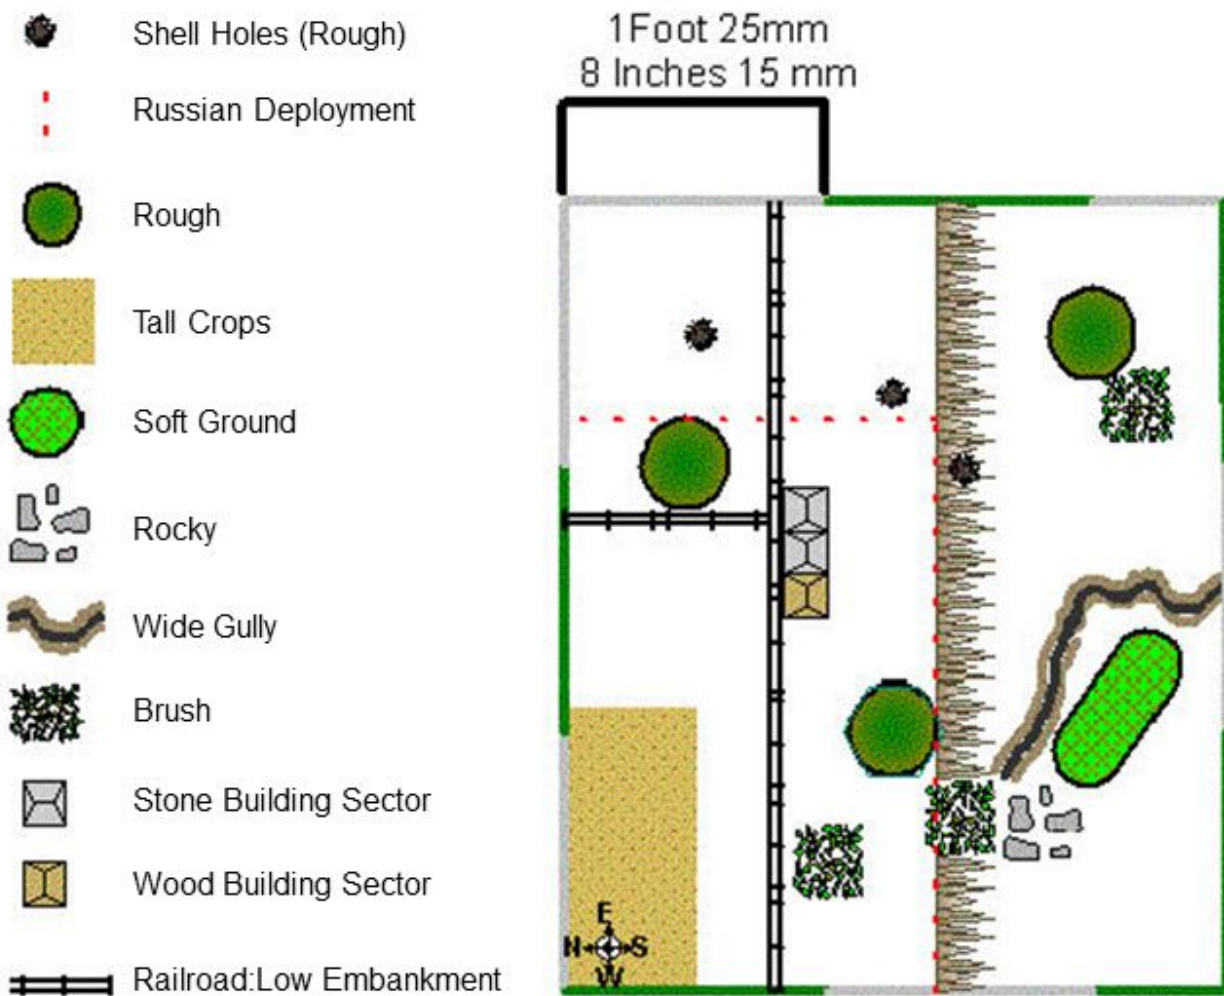 Shell Holes (Rough)
Russian Deployment
Rough
Tall Crops
Soft Ground
Rocky
Wide Gully
Brush
Stone Building Sector
Wood Building Sector
Railroad:Low Embankment
1Foot 25mm
8 Inches 15 mm
E
N S
W